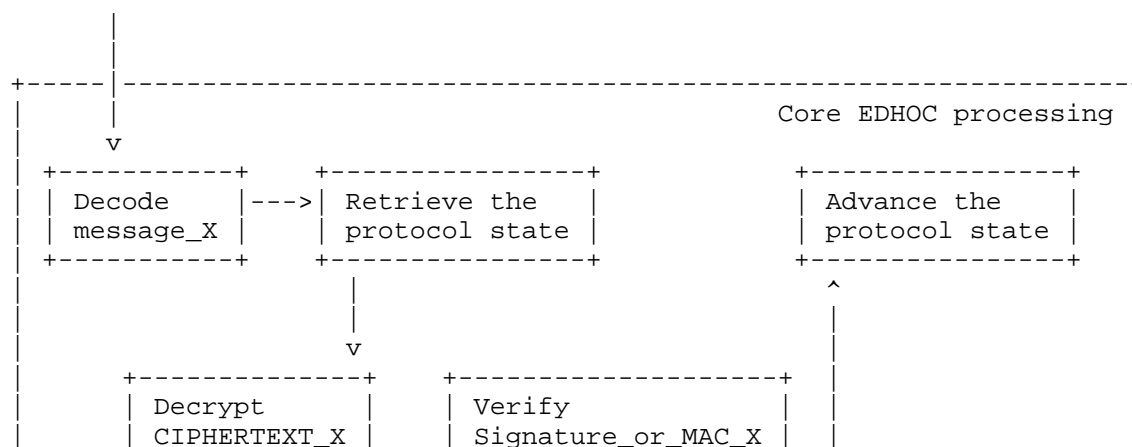 Core EDHOC processing
Decode ---> Retrieve the Advance the
message_X protocol state protocol state
Decrypt Verify
CIPHERTEXT_X Signature_or_MAC_X